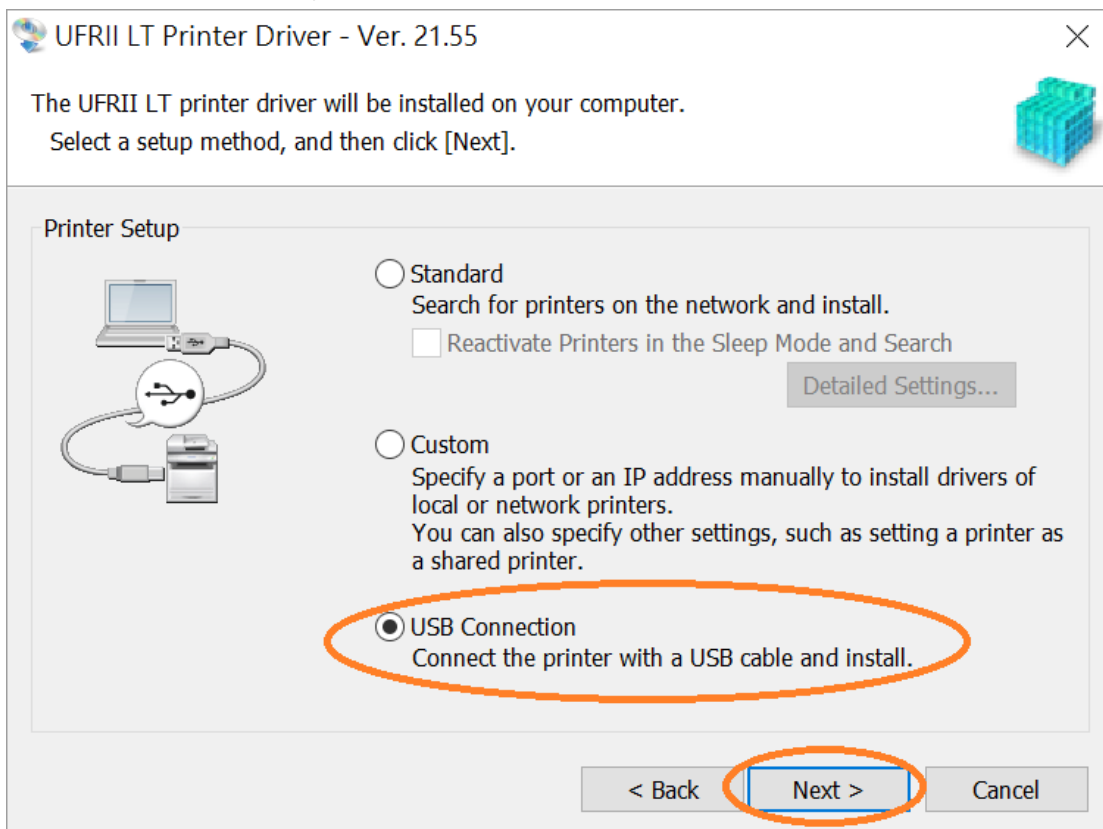 UFRII LT Printer Driver - Ver. 21.55
The UFRII LT printer driver will be installed on your computer.
Select a setup method, and then click [Next].
Printer Setup
Standard
Search for printers on the network and install.
Reactivate Printers in the Sleep Mode and Search
Detailed Settings...
Custom
Specify a port or an IP address manually to install drivers of
local or network printers.
You can also specify other settings, such as setting a printer as
a shared printer.
USB Connection
Connect the printer with a USB cable and install.
< Back
Next >
Cancel